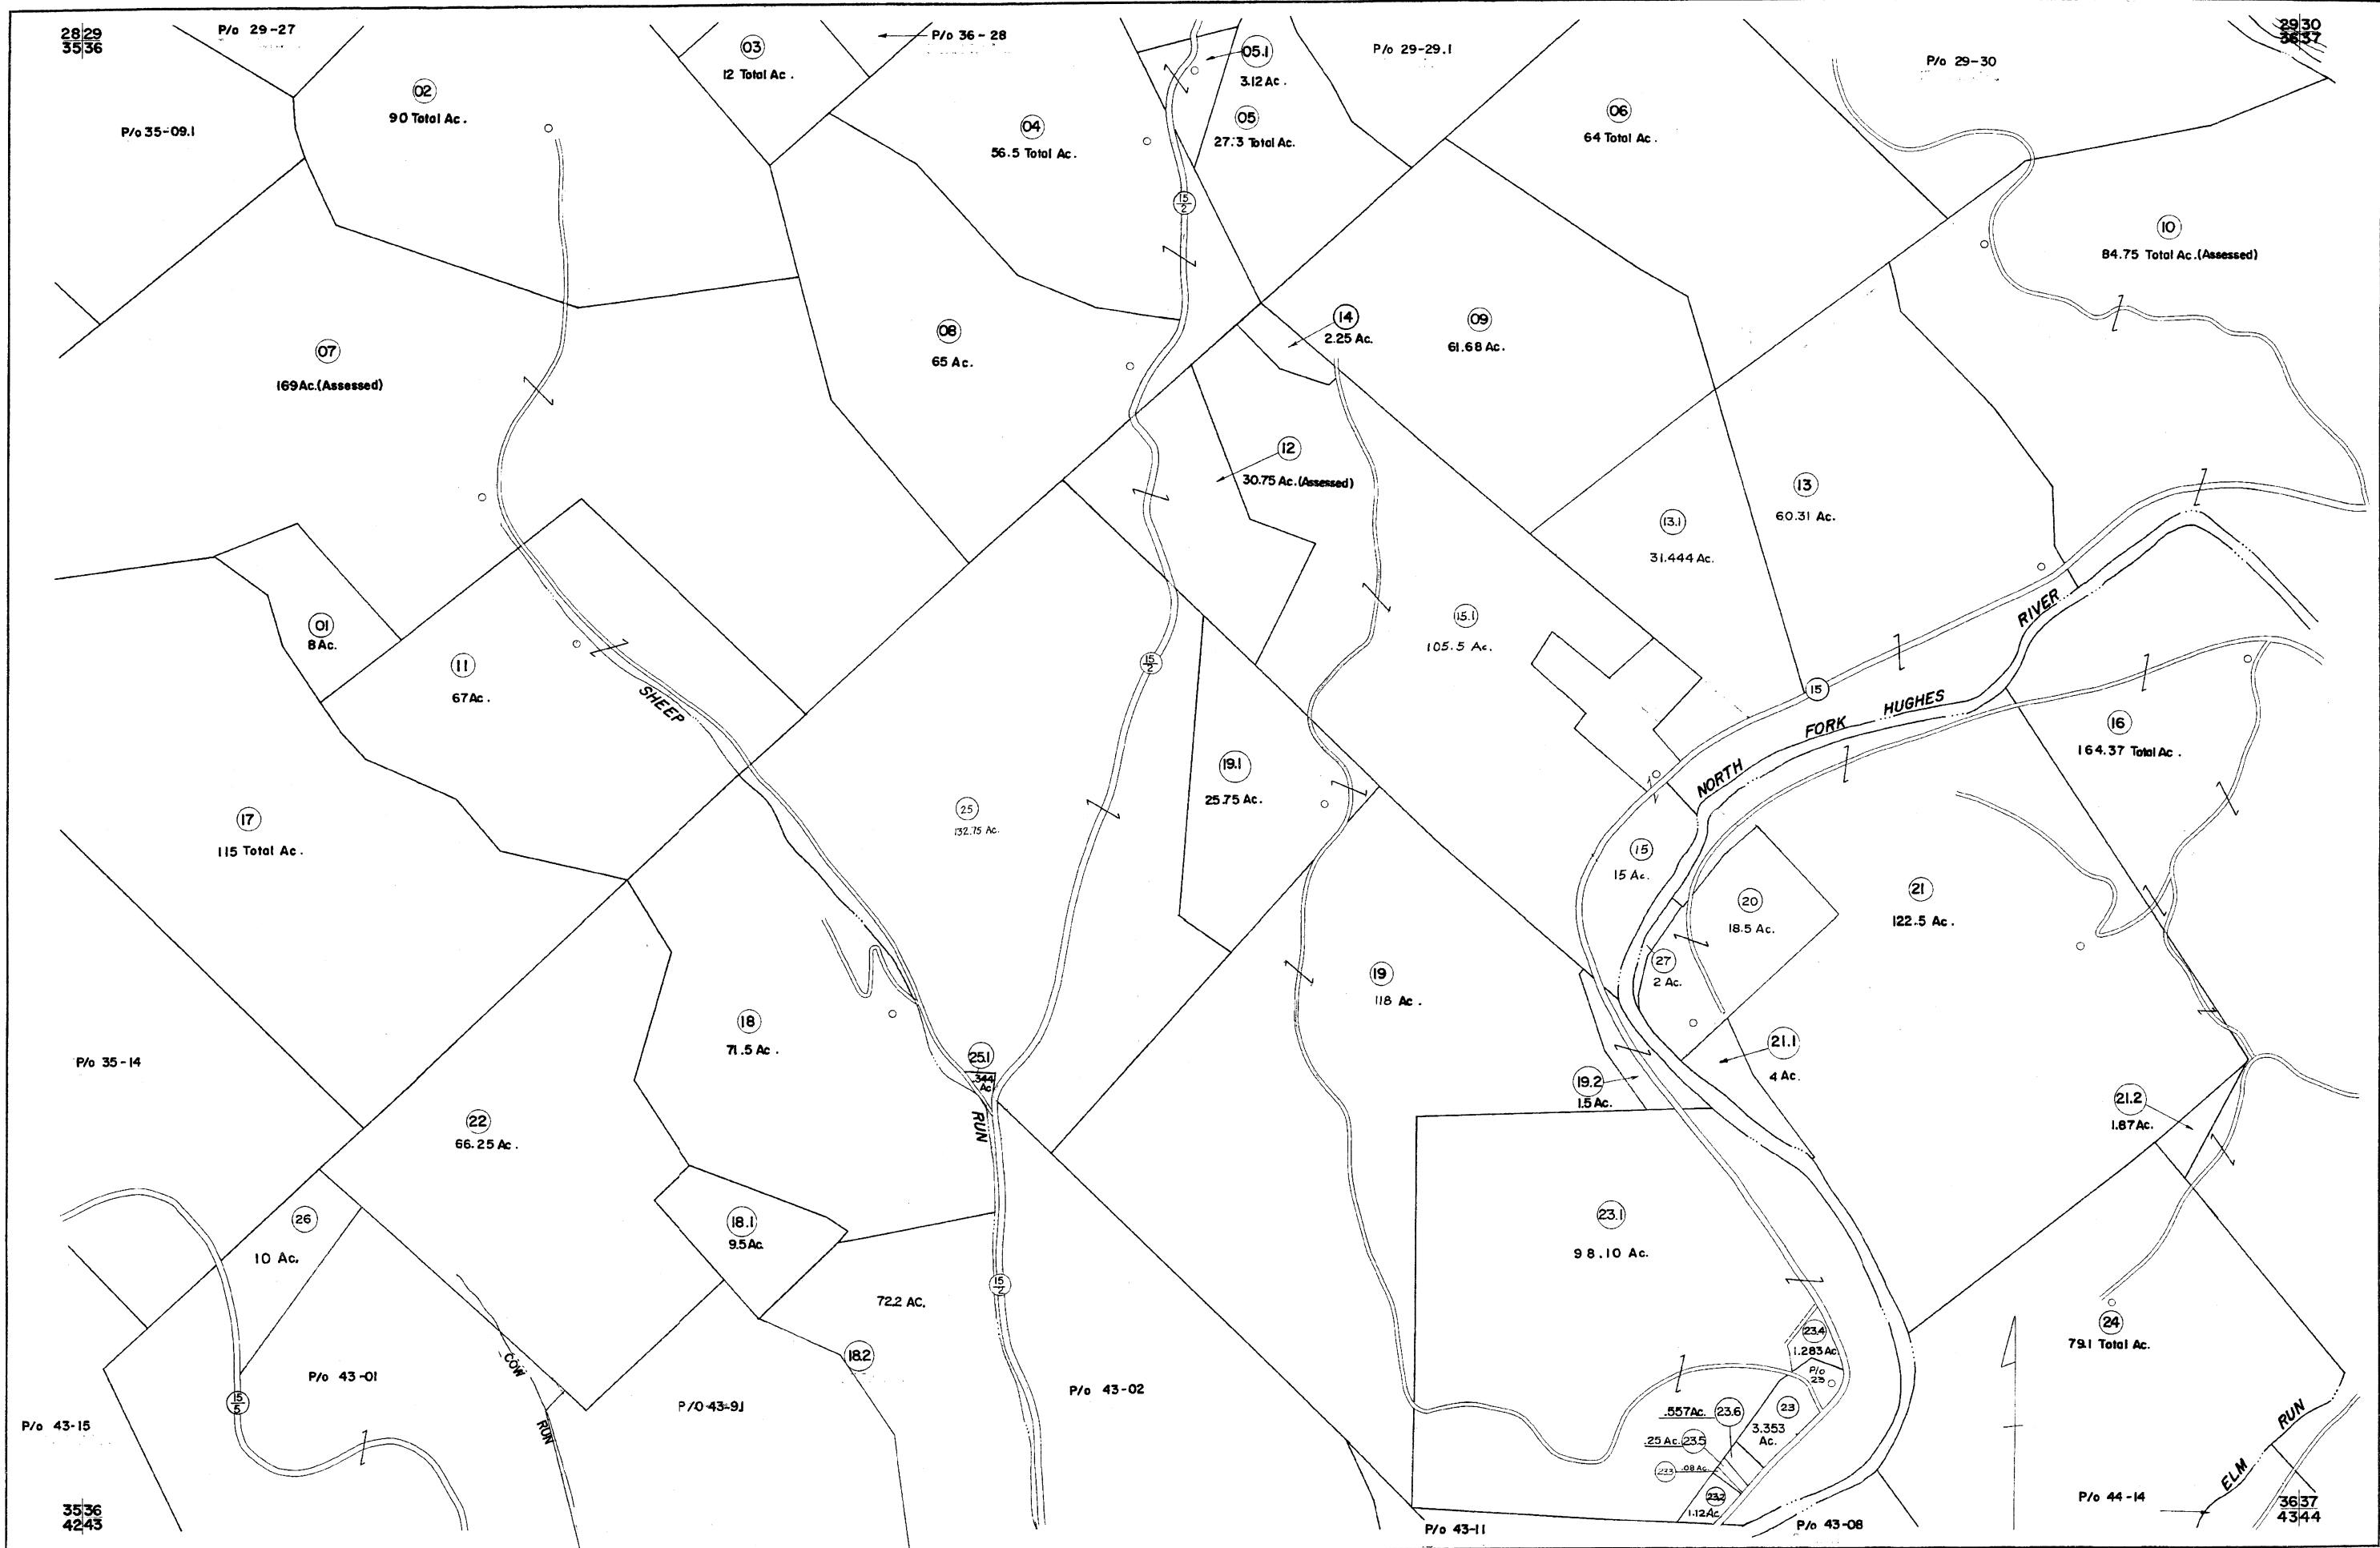 28 29
35 36
P/o 29-27
P/o 35-09.1
02
90 Total Ac.
03
12 Total Ac.
P/o 36-28
04
56.5 Total Ac.
05.1
3.12 Ac.
05
27.3 Total Ac.
15/2
P/o 29-29.1
06
64 Total Ac.
P/o 29-30
29 30
36 37
10
84.75 Total Ac.(Assessed)
07
169 Ac.(Assessed)
08
65 Ac.
14
2.25 Ac.
09
61.68 Ac.
12
30.75 Ac.(Assessed)
13
60.31 Ac.
13.1
31.444 Ac.
01
8 Ac.
11
67 Ac.
SHEEP
15/2
15.1
105.5 Ac.
15
NORTH
FORK
HUGHES
RIVER
16
164.37 Total Ac.
17
115 Total Ac.
25
132.75 Ac.
19.1
25.75 Ac.
15
15 Ac.
20
18.5 Ac.
21
122.5 Ac.
27
2 Ac.
19
118 Ac.
18
71.5 Ac.
25.1
.344
Ac
RUN
P/o 35-14
22
66.25 Ac.
19.2
1.5 Ac.
21.1
4 Ac.
21.2
1.87 Ac.
26
10 Ac.
18.1
9.5 Ac.
15/2
72.2 AC.
18.2
23.1
98.10 Ac.
23.4
1.283 Ac.
P/o
23
24
79.1 Total Ac.
P/o 43-01
15/5
COW
RUN
P/O 43-9.1
P/o 43-02
P/o 43-15
.557 Ac.
23.6
23
3.353
Ac.
.25 Ac.
23.5
23.3
.08 Ac.
23.2
1.12 Ac.
ELM
RUN
35 36
42 43
P/o 43-11
P/o 43-08
P/o 44-14
36 37
43 44